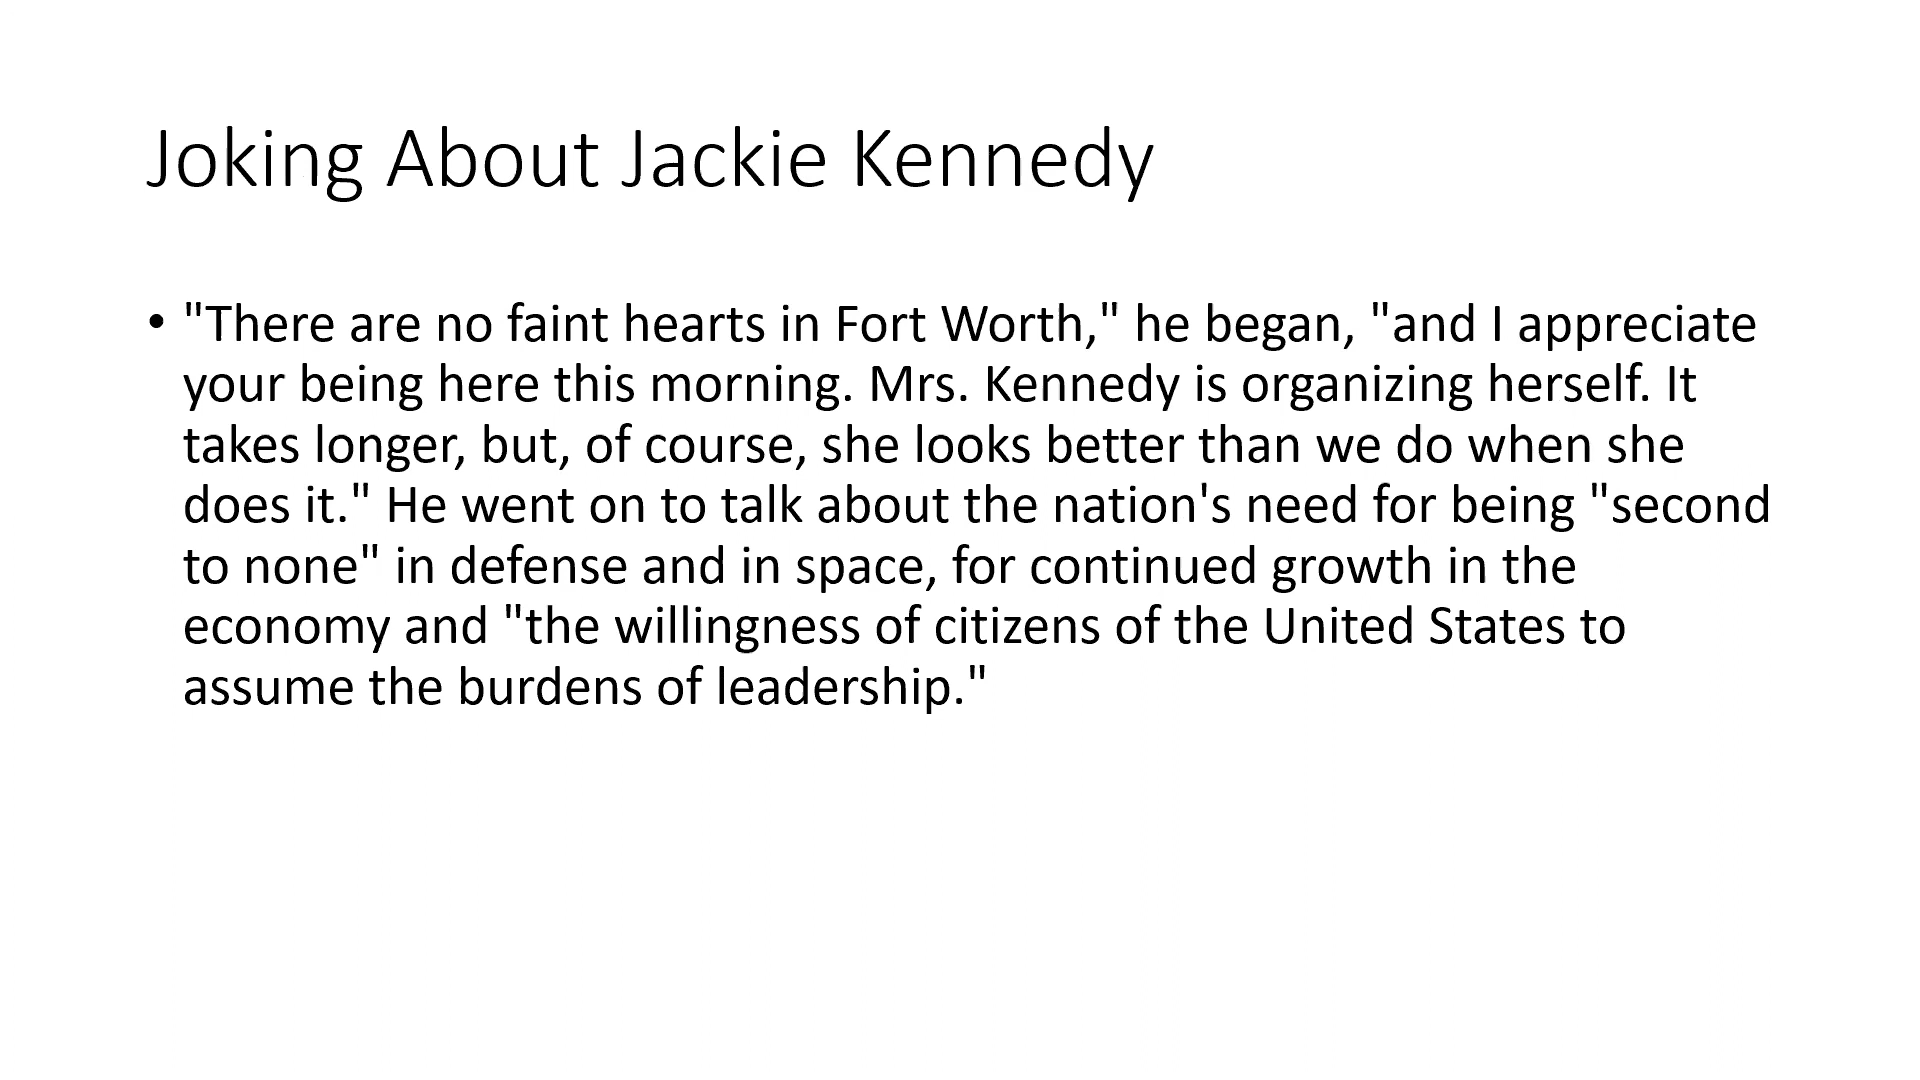 Joking About Jackie Kennedy
• "There are no faint hearts in Fort Worth," he began, "and I appreciate
your being here this morning. Mrs. Kennedy is organizing herself. It
takes longer, but, of course, she looks better than we do when she
does it." He went on to talk about the nation's need for being "second
to none" in defense and in space, for continued growth in the
economy and "the willingness of citizens of the United States to
assume the burdens of leadership."